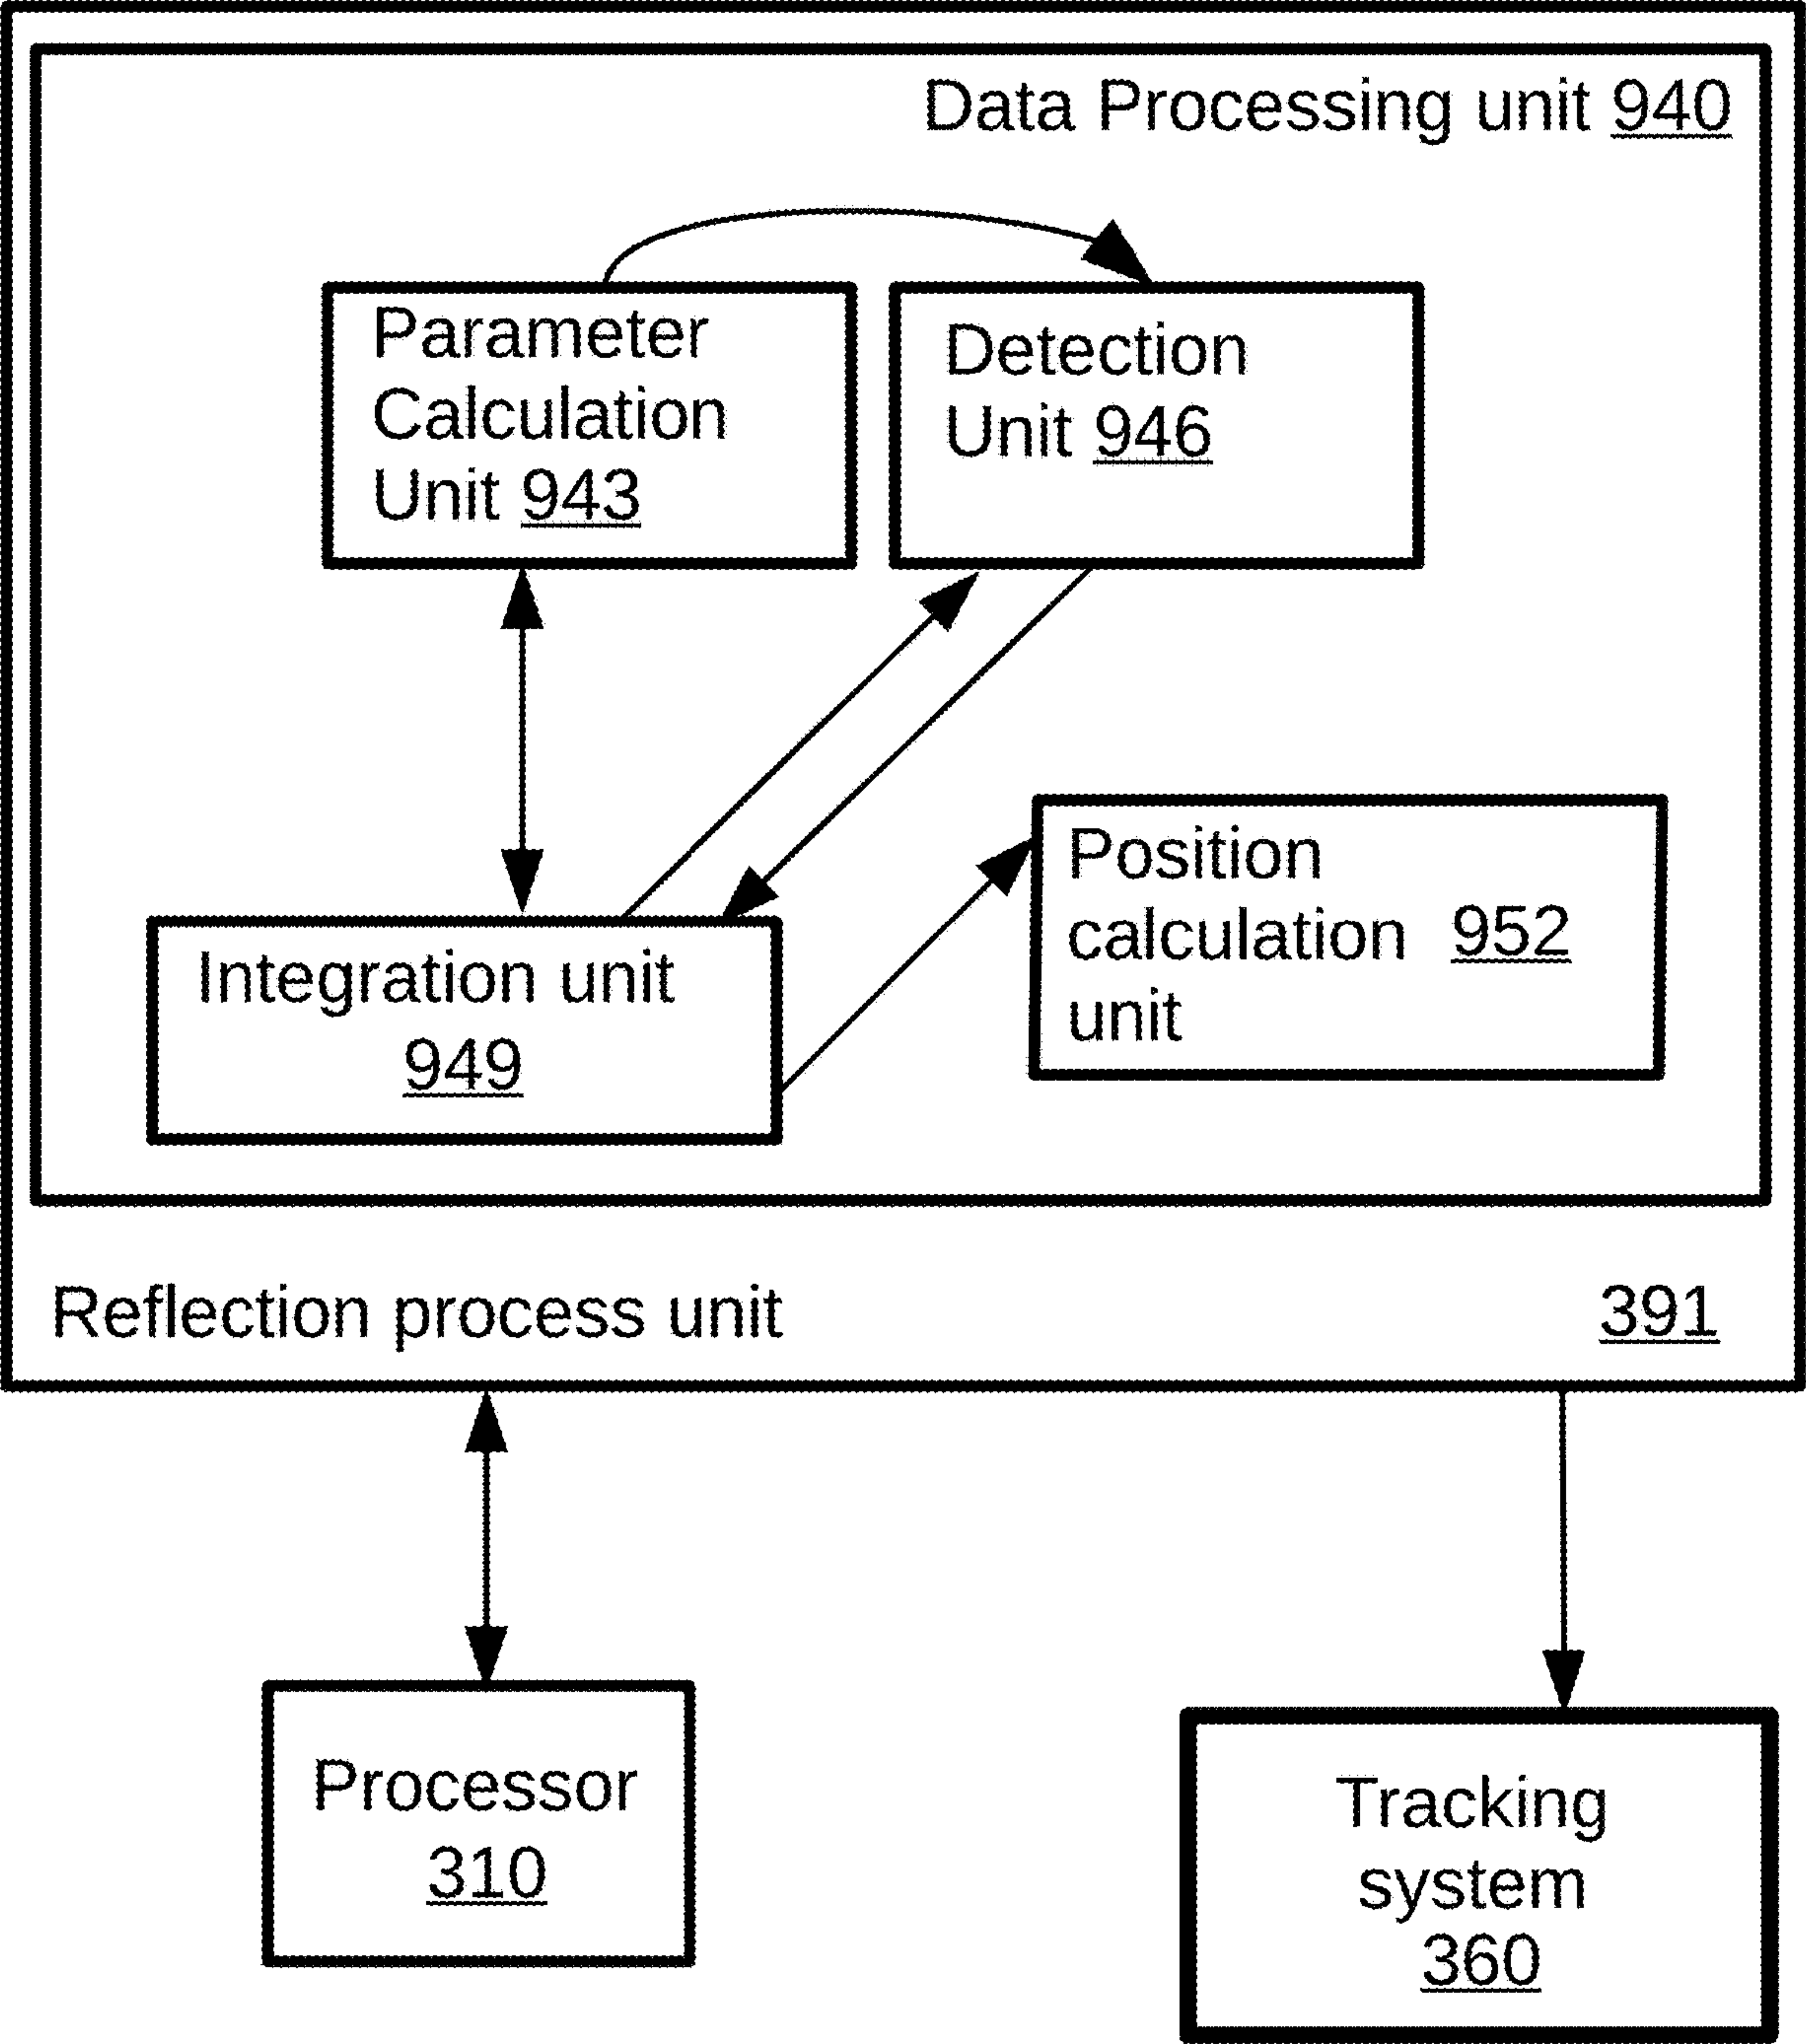 Data Processing unit 940
Parameter
Calculation
Unit 943
Detection
Unit 946
Position
calculation 952
unit
Integration unit
949
Reflection process unit 391
Processor
310
Tracking
system
360